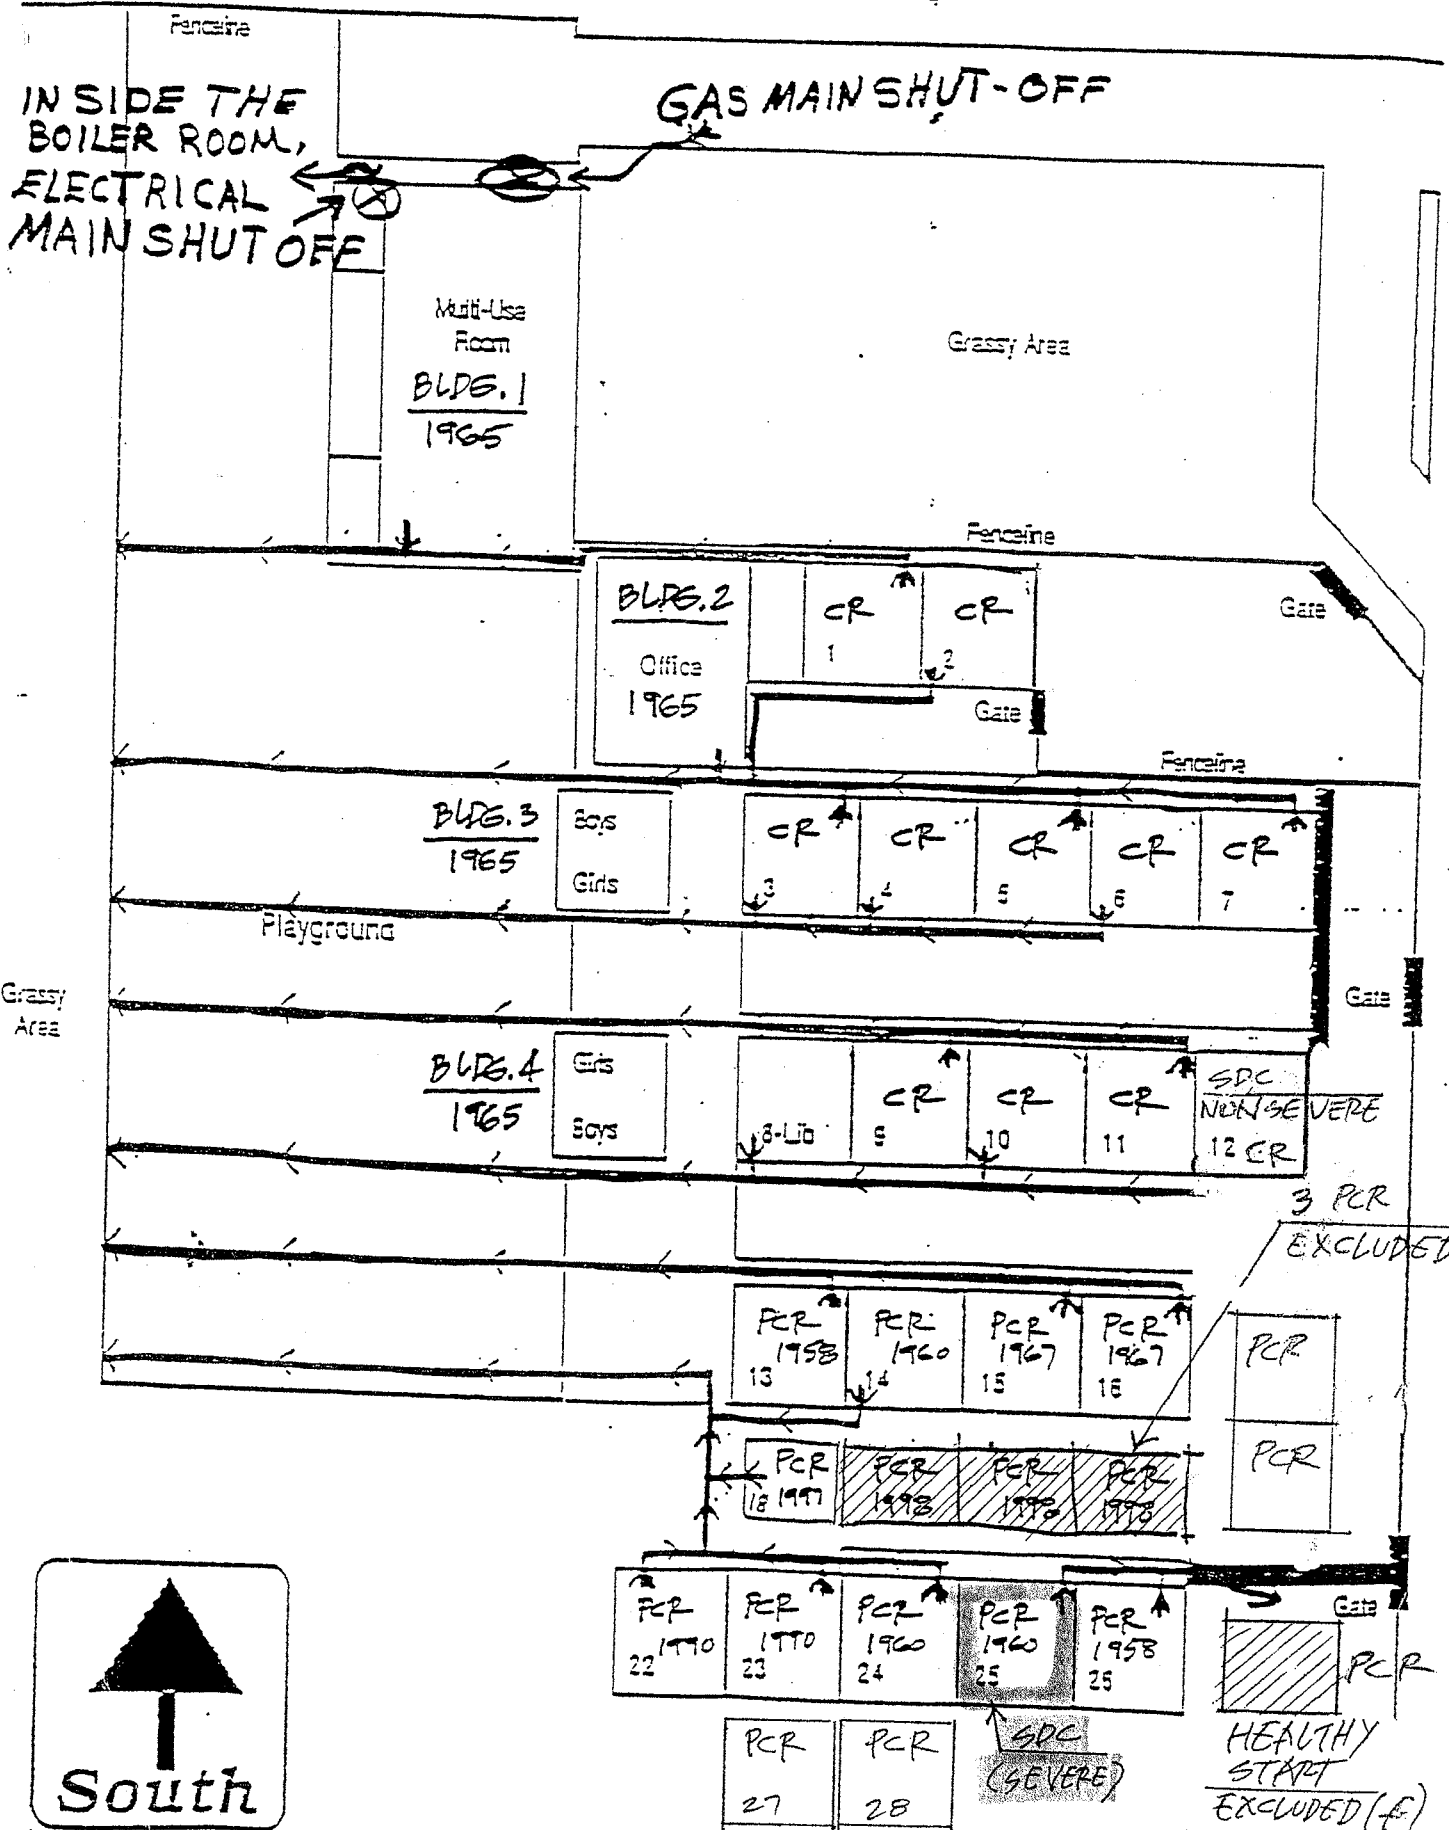 Fenceline
IN SIDE THE
BOILER ROOM,
ELECTRICAL
MAIN SHUT OFF
GAS MAIN SHUT-OFF
Multi-Use
Room
BLDG. 1
1965
Grassy Area
Fenceline
BLDG. 2
Office
1965
CR
1
CR
2
Gate
Gate
Fenceline
BLDG. 3
1965
Boys
Girls
CR
3
CR
4
CR
5
CR
6
CR
7
Playground
Grassy
Area
Gate
BLDG. 4
1965
Girls
Boys
8-Lib
CR
9
CR
10
CR
11
SDC
NON SEVERE
12 CR
3 PCR
EXCLUDED
PCR
1958
13
PCR
1960
14
PCR
1967
15
PCR
1967
16
PCR
PCR
PCR
18 1997
PCR
1998
PCR
1998
PCR
1998
Gate
PCR
1990
22
PCR
1990
23
PCR
1960
24
PCR
1960
25
PCR
1958
26
PCR
HEALTHY
START
EXCLUDED (E)
SDC
(SEVERE)
PCR
27
PCR
28
South